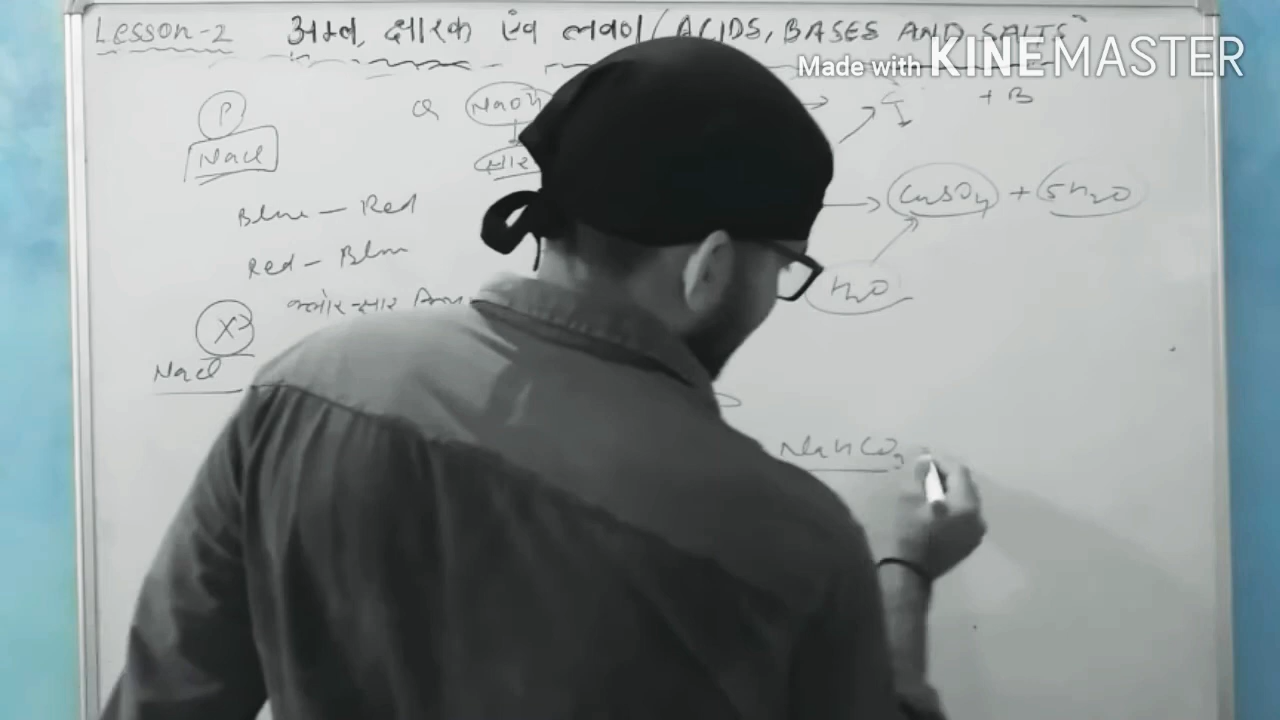 Lesson-2 अम्ल, क्षारक एंव लवण / ACIDS, BASES AND SALTS
Made with KINEMASTER
P
Q NaOH
+ B
NaCl
क्षार
CuSO4 + 5H2O
Blue - Red
Red - Blue
H2O
X
NaCl
NaHCO3